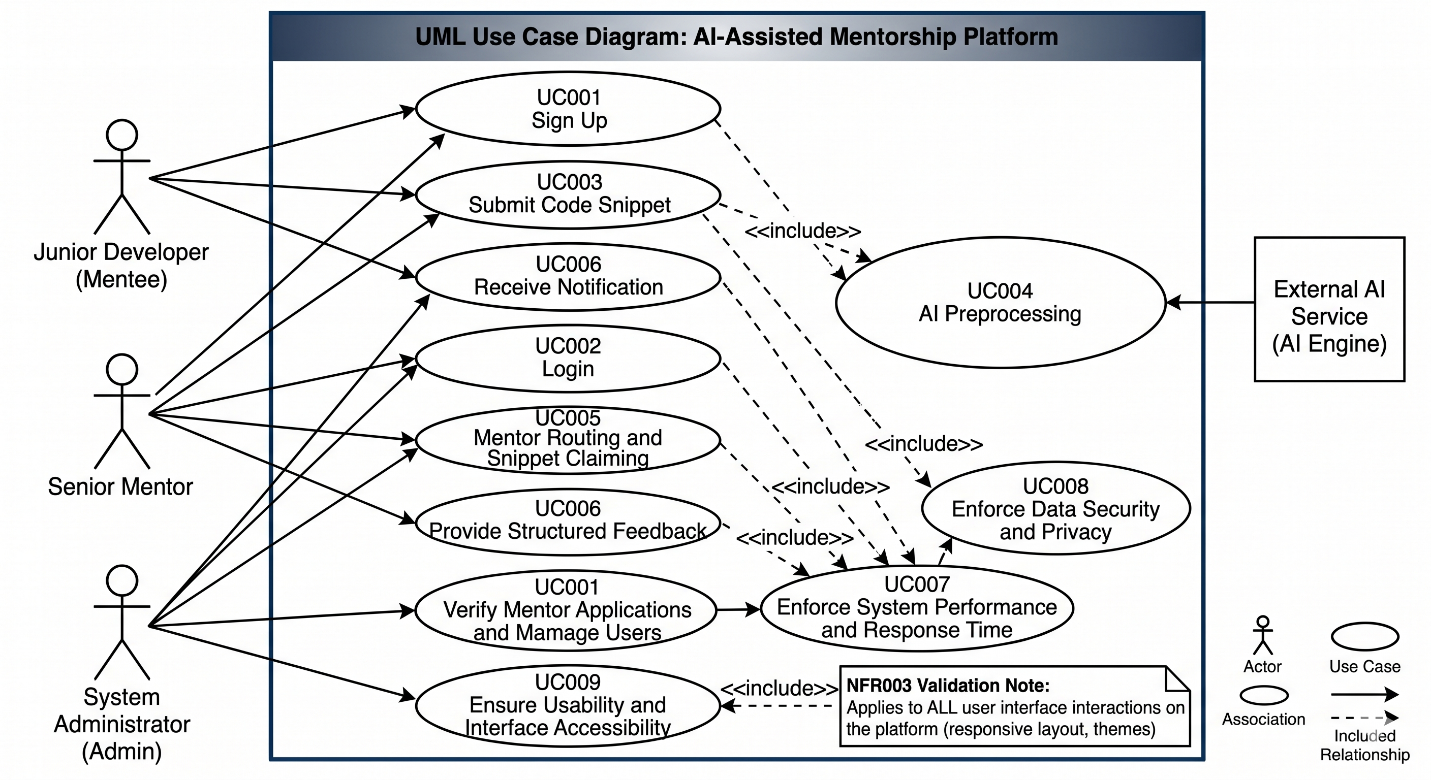 UML Use Case Diagram: AI-Assisted Mentorship Platform
Junior Developer
(Mentee)
Senior Mentor
System
Administrator
(Admin)
UC001
Sign Up
UC003
Submit Code Snippet
UC006
Receive Notification
UC002
Login
UC005
Mentor Routing and
Snippet Claiming
UC006
Provide Structured Feedback
UC001
Verify Mentor Applications
and Mamage Users
UC009
Ensure Usability and
Interface Accessibility
<<include>>
<<include>>
<<include>>
<<include>>
<<include>>
UC004
AI Preprocessing
UC008
Enforce Data Security
and Privacy
UC007
Enforce System Performance
and Response Time
NFR003 Validation Note:
Applies to ALL user interface interactions on
the platform (responsive layout, themes)
External AI
Service
(AI Engine)
Actor
Use Case
Association
Included
Relationship